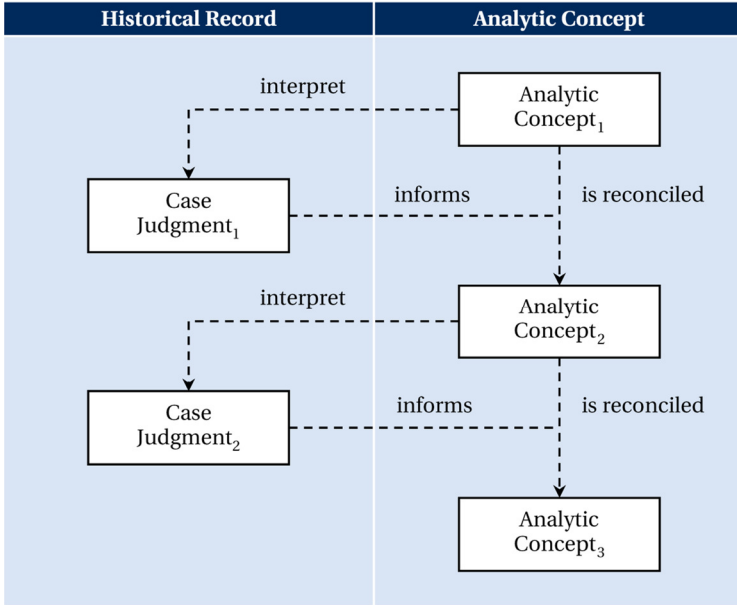 Historical Record
Analytic Concept
interpret
Analytic
Concept₁
Case
Judgment₁
informs
is reconciled
interpret
Analytic
Concept₂
Case
Judgment₂
informs
is reconciled
Analytic
Concept₃